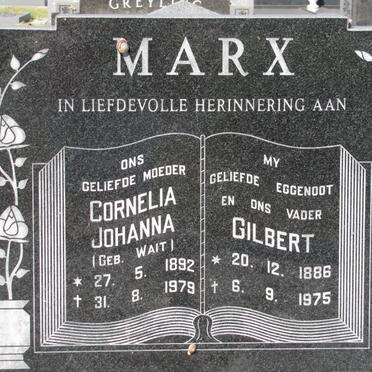 GREYLING
MARX
IN LIEFDEVOLLE HERINNERING AAN
ONS
GELIEFDE MOEDER
CORNELIA
JOHANNA
(GEB. WAIT)
* 27. 5. 1892
† 31. 8. 1979
MY
GELIEFDE EGGENOOT
EN ONS VADER
GILBERT
* 20. 12. 1886
† 6. 9. 1975